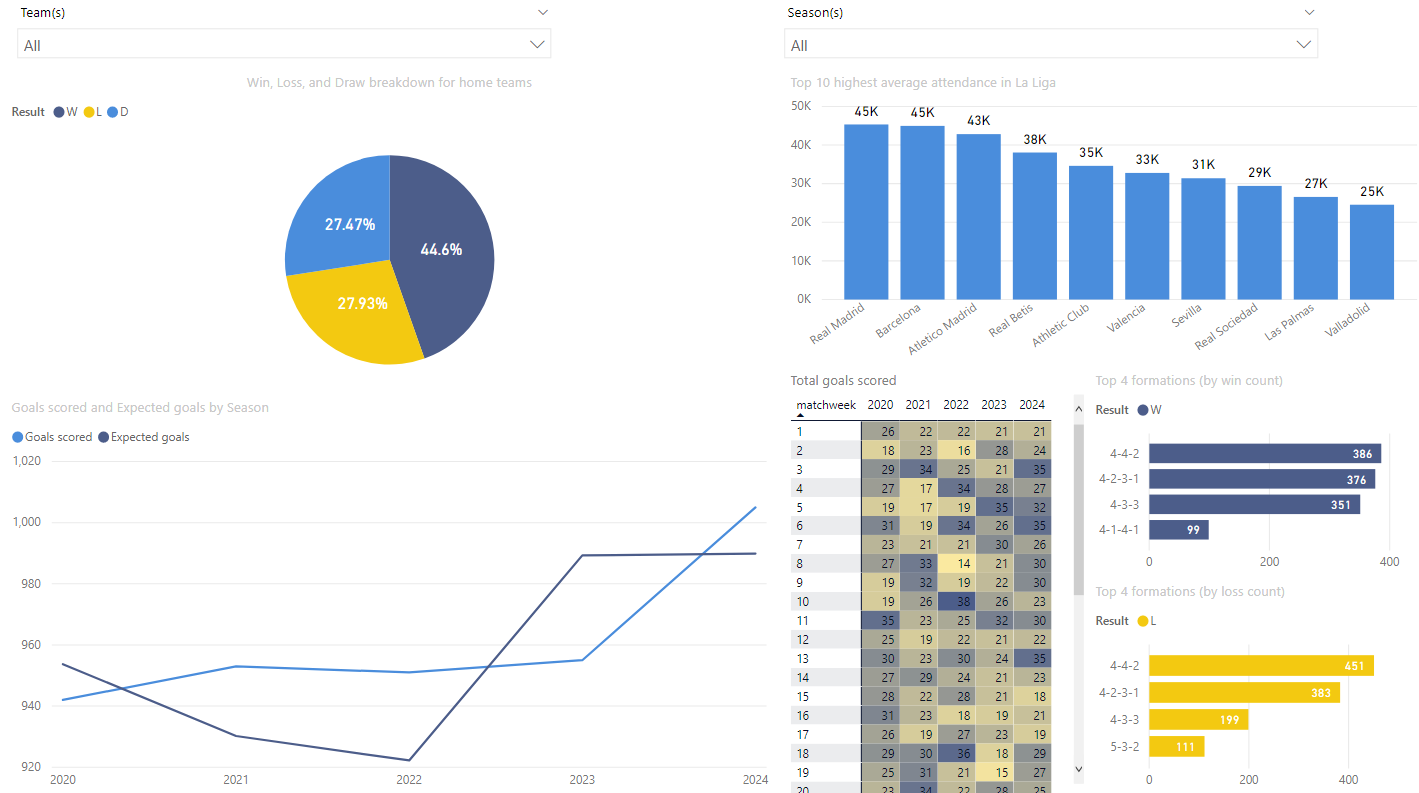 Team(s)
All
Season(s)
All
Win, Loss, and Draw breakdown for home teams
Result W L D
27.47%
44.6%
27.93%
Top 10 highest average attendance in La Liga
50K
40K
30K
20K
10K
0K
45K 45K 43K 38K 35K 33K 31K 29K 27K 25K
Real Madrid
Barcelona
Atletico Madrid
Real Betis
Athletic Club
Valencia
Sevilla
Real Sociedad
Las Palmas
Valladolid
Goals scored and Expected goals by Season
Goals scored Expected goals
1,020
1,000
980
960
940
920
2020 2021 2022 2023 2024
Total goals scored
matchweek 2020 2021 2022 2023 2024
1 26 22 22 21 21
2 18 23 16 28 24
3 29 34 25 21 35
4 27 17 34 28 27
5 19 17 19 35 32
6 31 19 34 26 35
7 23 21 21 30 26
8 27 33 14 21 30
9 19 32 19 22 30
10 19 26 38 26 23
11 35 23 25 32 30
12 25 19 22 21 22
13 30 23 30 24 35
14 27 29 24 21 23
15 28 22 28 21 18
16 31 23 18 19 21
17 26 19 27 23 19
18 29 30 36 18 29
19 25 31 21 15 27
20 23 34 22 28 25
Top 4 formations (by win count)
Result W
4-4-2 386
4-2-3-1 376
4-3-3 351
4-1-4-1 99
0 200 400
Top 4 formations (by loss count)
Result L
4-4-2 451
4-2-3-1 383
4-3-3 199
5-3-2 111
0 200 400